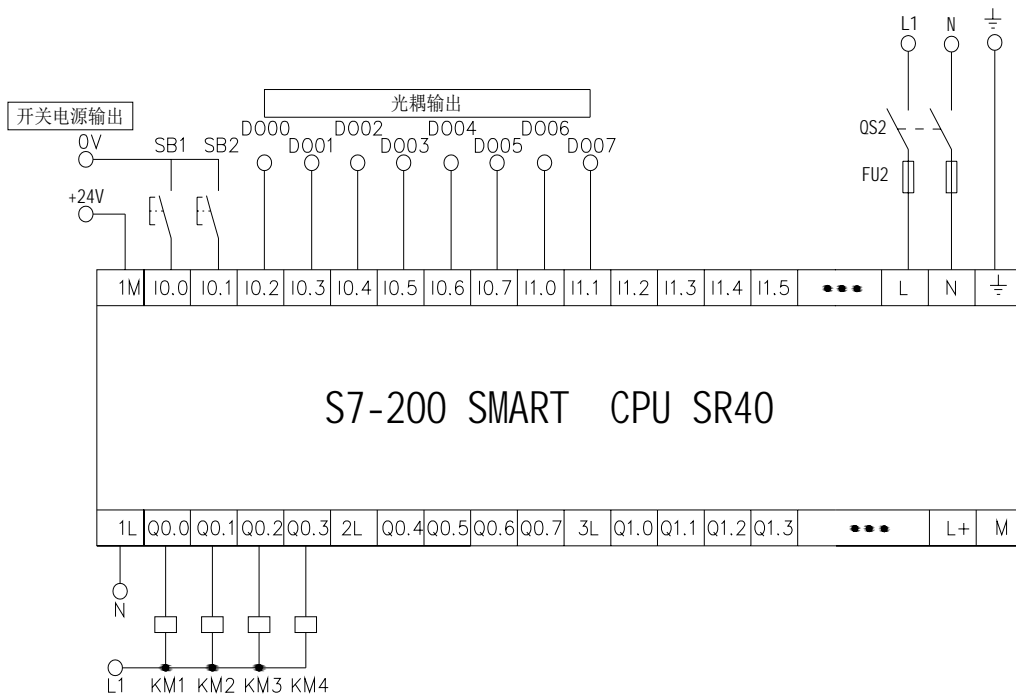 L1 N
光耦输出
开关电源输出
DO00 DO02 DO04 DO06
0V SB1 SB2 DO01 DO03 DO05 DO07
QS2
FU2
+24V
1M I0.0 I0.1 I0.2 I0.3 I0.4 I0.5 I0.6 I0.7 I1.0 I1.1 I1.2 I1.3 I1.4 I1.5 ••• L N
S7-200 SMART CPU SR40
1L Q0.0 Q0.1 Q0.2 Q0.3 2L Q0.4 Q0.5 Q0.6 Q0.7 3L Q1.0 Q1.1 Q1.2 Q1.3 ••• L+ M
N
L1 KM1 KM2 KM3 KM4